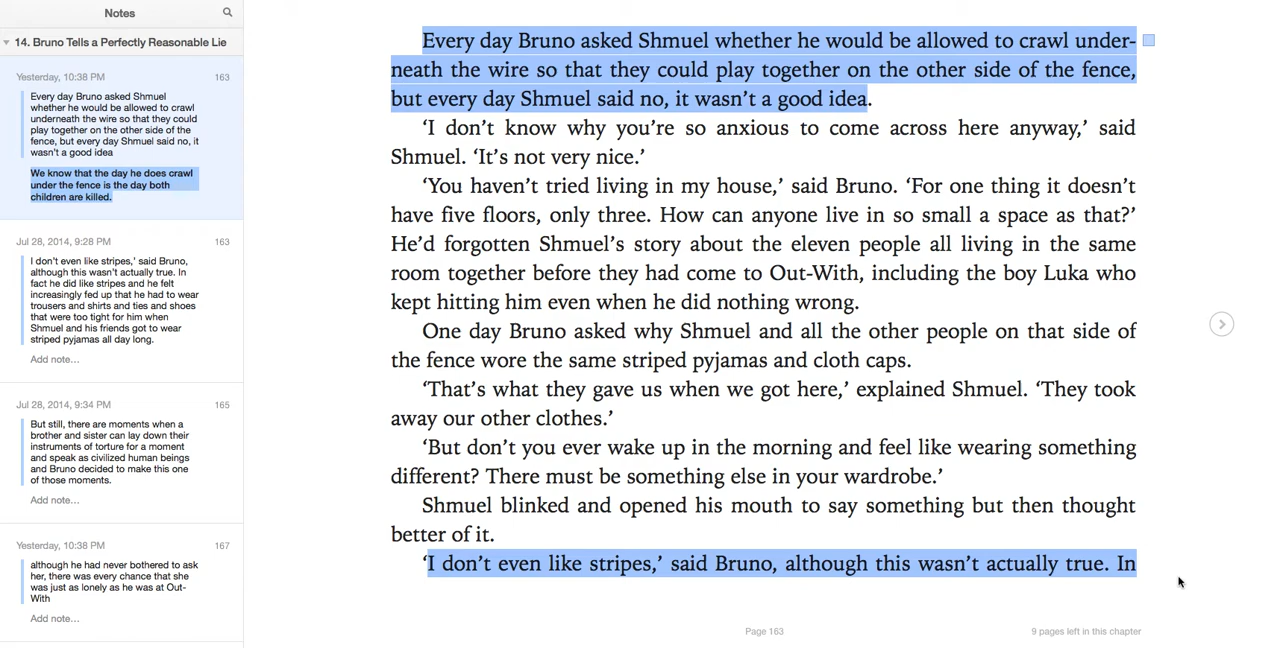 Notes
14. Bruno Tells a Perfectly Reasonable Lie
Yesterday, 10:38 PM 163
Every day Bruno asked Shmuel
whether he would be allowed to crawl
underneath the wire so that they could
play together on the other side of the
fence, but every day Shmuel said no, it
wasn't a good idea
We know that the day he does crawl
under the fence is the day both
children are killed.
Jul 28, 2014, 9:28 PM 163
I don't even like stripes,' said Bruno,
although this wasn't actually true. In
fact he did like stripes and he felt
increasingly fed up that he had to wear
trousers and shirts and ties and shoes
that were too tight for him when
Shmuel and his friends got to wear
striped pyjamas all day long.
Add note...
Jul 28, 2014, 9:34 PM 165
But still, there are moments when a
brother and sister can lay down their
instruments of torture for a moment
and speak as civilized human beings
and Bruno decided to make this one
of those moments.
Add note...
Yesterday, 10:38 PM 167
although he had never bothered to ask
her, there was every chance that she
was just as lonely as he was at Out-
With
Add note...
Every day Bruno asked Shmuel whether he would be allowed to crawl under-
neath the wire so that they could play together on the other side of the fence,
but every day Shmuel said no, it wasn't a good idea.
'I don't know why you're so anxious to come across here anyway,' said
Shmuel. 'It's not very nice.'
'You haven't tried living in my house,' said Bruno. 'For one thing it doesn't
have five floors, only three. How can anyone live in so small a space as that?'
He'd forgotten Shmuel's story about the eleven people all living in the same
room together before they had come to Out-With, including the boy Luka who
kept hitting him even when he did nothing wrong.
One day Bruno asked why Shmuel and all the other people on that side of
the fence wore the same striped pyjamas and cloth caps.
'That's what they gave us when we got here,' explained Shmuel. 'They took
away our other clothes.'
'But don't you ever wake up in the morning and feel like wearing something
different? There must be something else in your wardrobe.'
Shmuel blinked and opened his mouth to say something but then thought
better of it.
'I don't even like stripes,' said Bruno, although this wasn't actually true. In
Page 163
9 pages left in this chapter